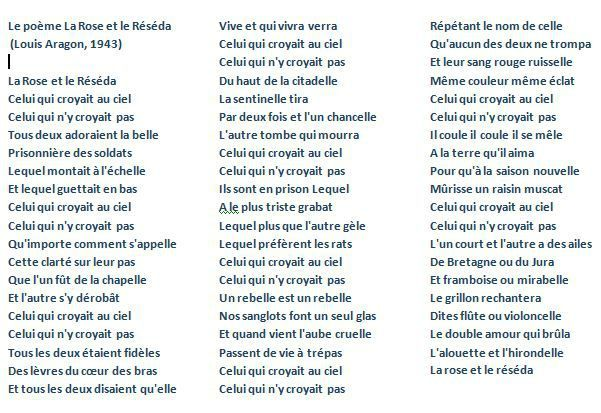 Le poème La Rose et le Réséda
(Louis Aragon, 1943)
La Rose et le Réséda
Celui qui croyait au ciel
Celui qui n'y croyait pas
Tous deux adoraient la belle
Prisonnière des soldats
Lequel montait à l'échelle
Et lequel guettait en bas
Celui qui croyait au ciel
Celui qui n'y croyait pas
Qu'importe comment s'appelle
Cette clarté sur leur pas
Que l'un fût de la chapelle
Et l'autre s'y dérobât
Celui qui croyait au ciel
Celui qui n'y croyait pas
Tous les deux étaient fidèles
Des lèvres du cœur des bras
Et tous les deux disaient qu'elle
Vive et qui vivra verra
Celui qui croyait au ciel
Celui qui n'y croyait pas
Du haut de la citadelle
La sentinelle tira
Par deux fois et l'un chancelle
L'autre tombe qui mourra
Celui qui croyait au ciel
Celui qui n'y croyait pas
Ils sont en prison Lequel
A le plus triste grabat
Lequel plus que l'autre gèle
Lequel préfèrent les rats
Celui qui croyait au ciel
Celui qui n'y croyait pas
Un rebelle est un rebelle
Nos sanglots font un seul glas
Et quand vient l'aube cruelle
Passent de vie à trépas
Celui qui croyait au ciel
Celui qui n'y croyait pas
Répétant le nom de celle
Qu'aucun des deux ne trompa
Et leur sang rouge ruisselle
Même couleur même éclat
Celui qui croyait au ciel
Celui qui n'y croyait pas
Il coule il coule il se mêle
A la terre qu'il aima
Pour qu'à la saison nouvelle
Mûrisse un raisin muscat
Celui qui croyait au ciel
Celui qui n'y croyait pas
L'un court et l'autre a des ailes
De Bretagne ou du Jura
Et framboise ou mirabelle
Le grillon rechantera
Dites flûte ou violoncelle
Le double amour qui brûla
L'alouette et l'hirondelle
La rose et le réséda